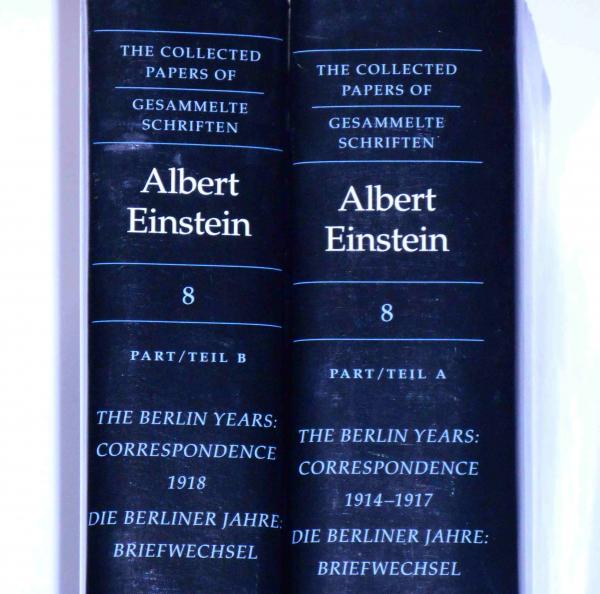 THE COLLECTED
PAPERS OF
GESAMMELTE
SCHRIFTEN
Albert
Einstein
8
PART/TEIL B
THE BERLIN YEARS:
CORRESPONDENCE
1918
DIE BERLINER JAHRE:
BRIEFWECHSEL
THE COLLECTED
PAPERS OF
GESAMMELTE
SCHRIFTEN
Albert
Einstein
8
PART/TEIL A
THE BERLIN YEARS:
CORRESPONDENCE
1914–1917
DIE BERLINER JAHRE:
BRIEFWECHSEL